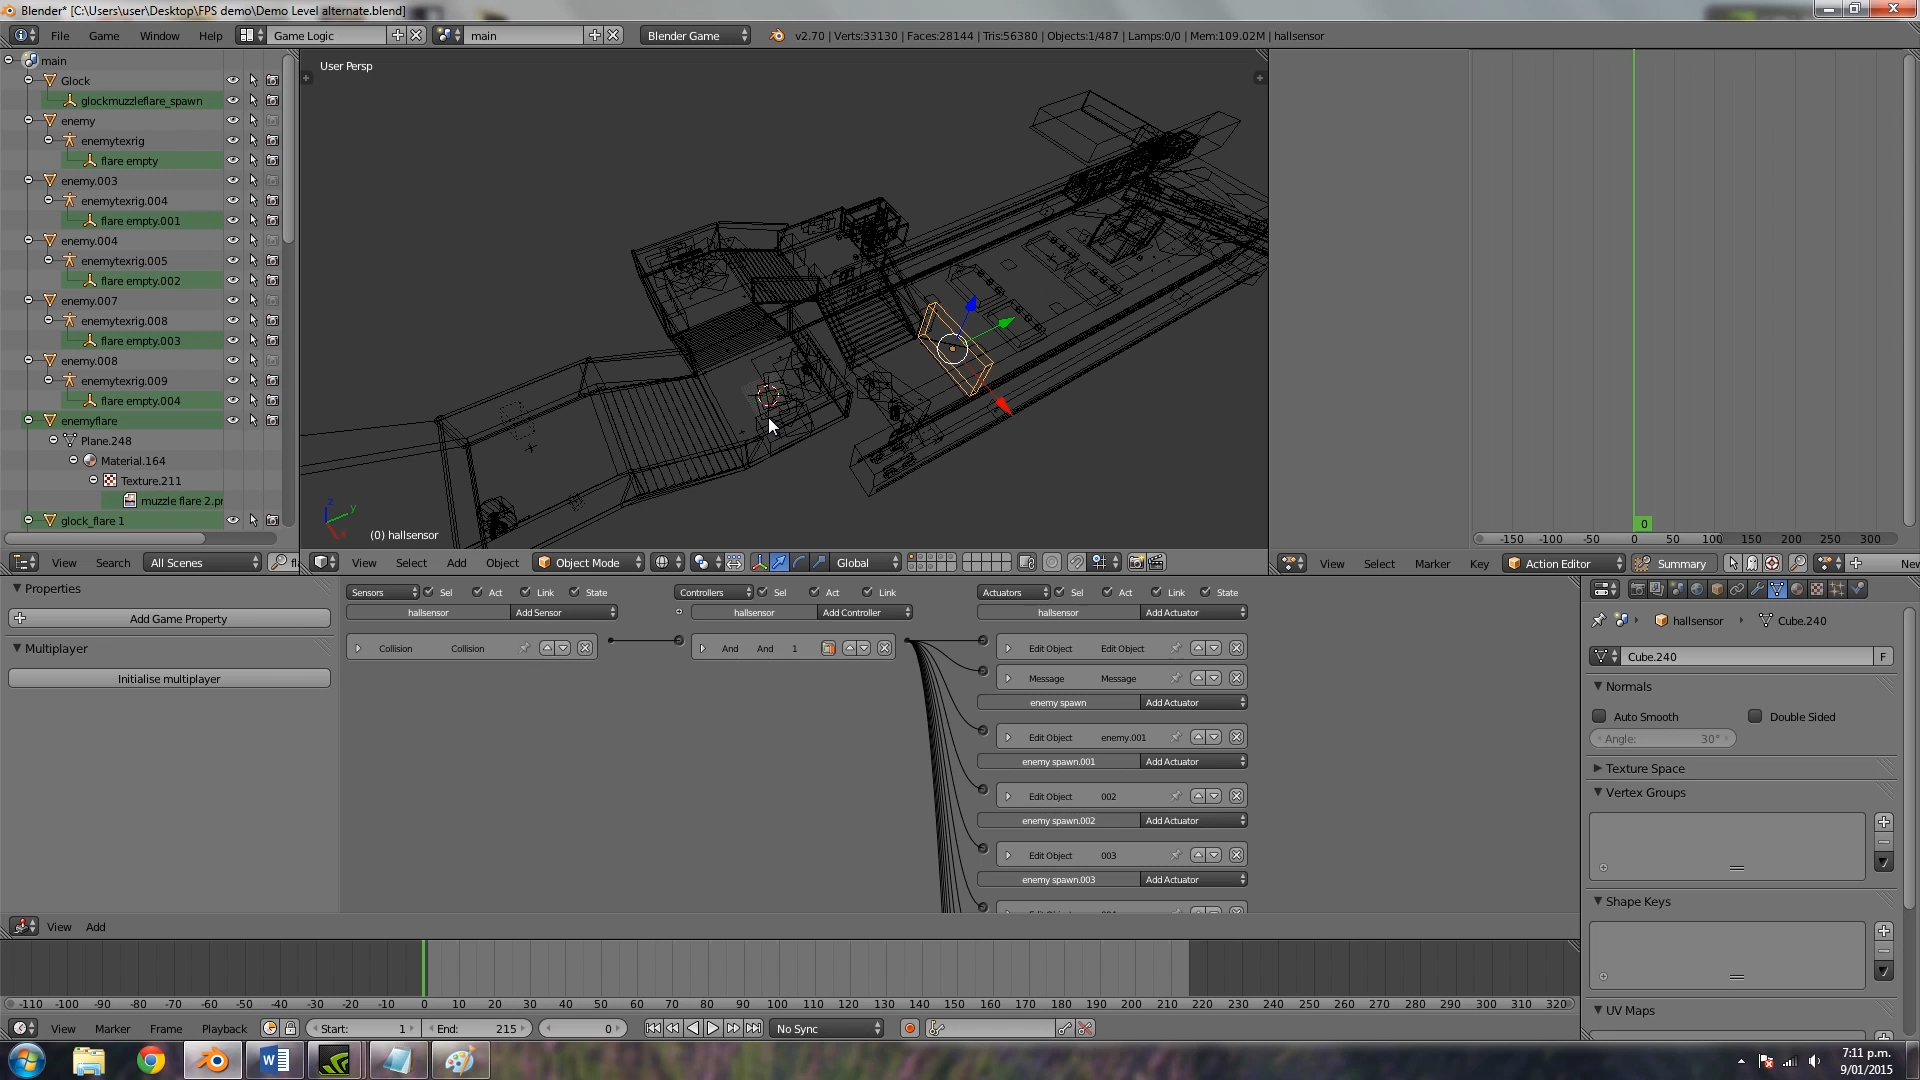 Blender* [C:\Users\user\Desktop\FPS demo\Demo Level alternate.blend]
File Game Window Help Game Logic main Blender Game v2.70 | Verts:33130 | Faces:28144 | Tris:56380 | Objects:1/487 | Lamps:0/0 | Mem:109.02M | hallsensor
main
Glock
glockmuzzleflare_spawn
enemy
enemytexrig
flare empty
enemy.003
enemytexrig.004
flare empty.001
enemy.004
enemytexrig.005
flare empty.002
enemy.007
enemytexrig.008
flare empty.003
enemy.008
enemytexrig.009
flare empty.004
enemyflare
Plane.248
Material.164
Texture.211
muzzle flare 2.pr
glock_flare 1
View Search All Scenes fl
User Persp
z y
(0) hallsensor
View Select Add Object Object Mode Global
0
-150 -100 -50 0 50 100 150 200 250 300
View Select Marker Key Action Editor Summary New
Properties
Add Game Property
Multiplayer
Initialise multiplayer
Sensors Sel Act Link State
hallsensor Add Sensor
Collision Collision
Controllers Sel Act Link
hallsensor Add Controller
And And 1
Actuators Sel Act Link State
hallsensor Add Actuator
Edit Object Edit Object
Message Message
enemy spawn Add Actuator
Edit Object enemy.001
enemy spawn.001 Add Actuator
Edit Object 002
enemy spawn.002 Add Actuator
Edit Object 003
enemy spawn.003 Add Actuator
View Add
hallsensor Cube.240
Cube.240 F
Normals
Auto Smooth Double Sided
Angle: 30°
Texture Space
Vertex Groups
Shape Keys
UV Maps
-110 -100 -90 -80 -70 -60 -50 -40 -30 -20 -10 0 10 20 30 40 50 60 70 80 90 100 110 120 130 140 150 160 170 180 190 200 210 220 230 240 250 260 270 280 290 300 310 320
View Marker Frame Playback Start: 1 End: 215 0 No Sync
7:11 p.m.
9/01/2015